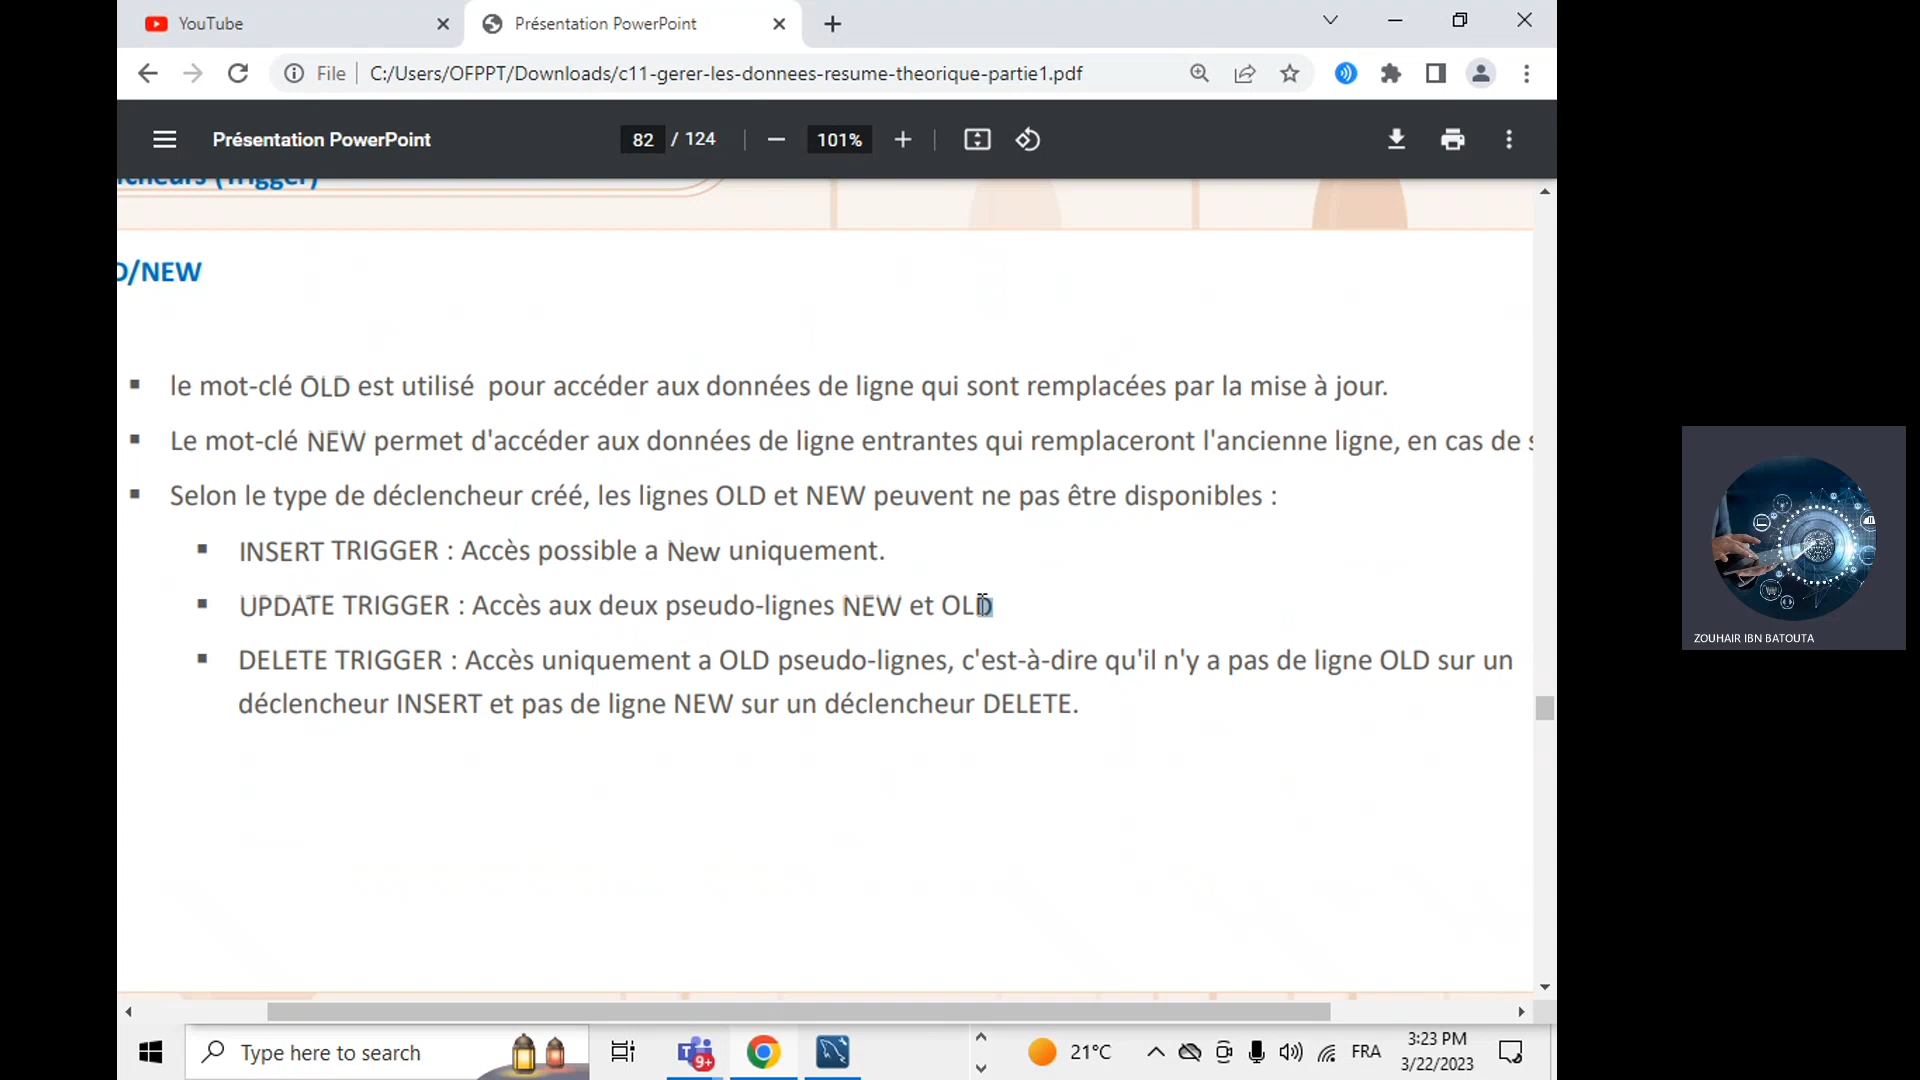 YouTube
Présentation PowerPoint
File
C:/Users/OFPPT/Downloads/c11-gerer-les-donnees-resume-theorique-partie1.pdf
Présentation PowerPoint
82 / 124
101%
(Trigger)
D/NEW
le mot-clé OLD est utilisé pour accéder aux données de ligne qui sont remplacées par la mise à jour.
Le mot-clé NEW permet d'accéder aux données de ligne entrantes qui remplaceront l'ancienne ligne, en cas de s
Selon le type de déclencheur créé, les lignes OLD et NEW peuvent ne pas être disponibles :
INSERT TRIGGER : Accès possible a New uniquement.
UPDATE TRIGGER : Accès aux deux pseudo-lignes NEW et OLD
DELETE TRIGGER : Accès uniquement a OLD pseudo-lignes, c'est-à-dire qu'il n'y a pas de ligne OLD sur un
déclencheur INSERT et pas de ligne NEW sur un déclencheur DELETE.
ZOUHAIR IBN BATOUTA
Type here to search
9+
21°C
FRA
3:23 PM
3/22/2023